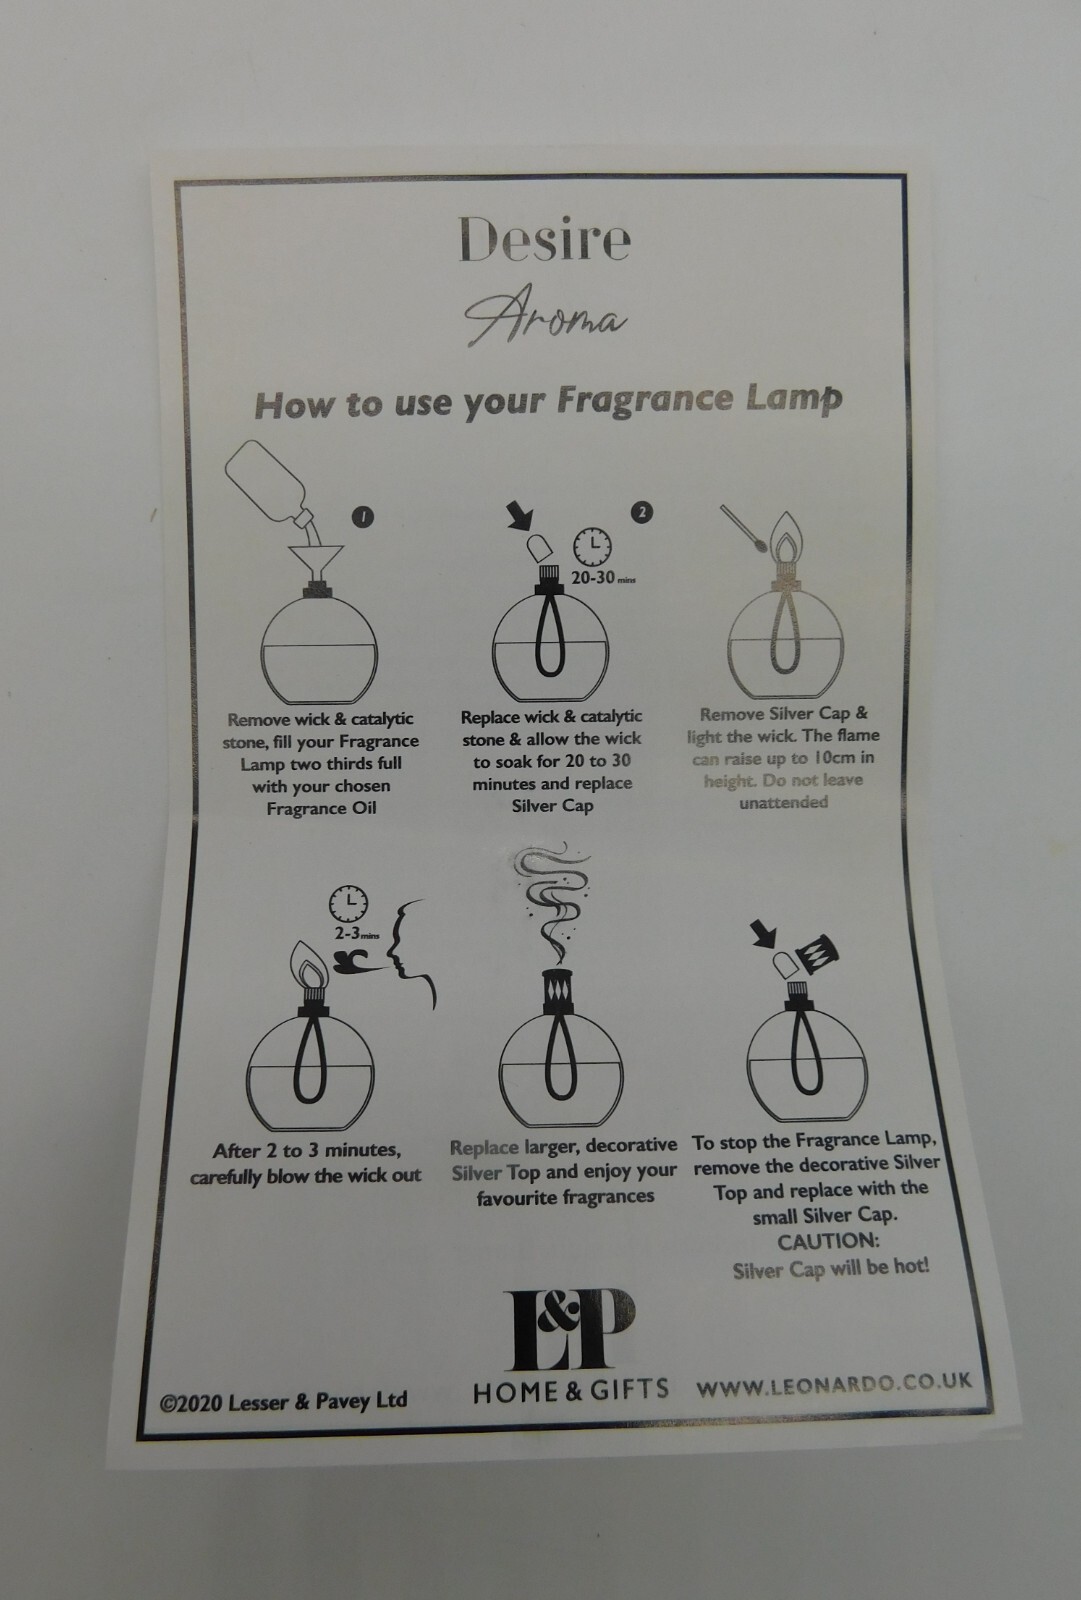 Desire
Aroma
How to use your Fragrance Lamp
1
2
20-30 mins
Remove wick & catalytic
stone, fill your Fragrance
Lamp two thirds full
with your chosen
Fragrance Oil
Replace wick & catalytic
stone & allow the wick
to soak for 20 to 30
minutes and replace
Silver Cap
Remove Silver Cap &
light the wick. The flame
can raise up to 10cm in
height. Do not leave
unattended
2-3 mins
After 2 to 3 minutes,
carefully blow the wick out
Replace larger, decorative
Silver Top and enjoy your
favourite fragrances
To stop the Fragrance Lamp,
remove the decorative Silver
Top and replace with the
small Silver Cap.
CAUTION:
Silver Cap will be hot!
L&P
HOME & GIFTS
©2020 Lesser & Pavey Ltd
WWW.LEONARDO.CO.UK